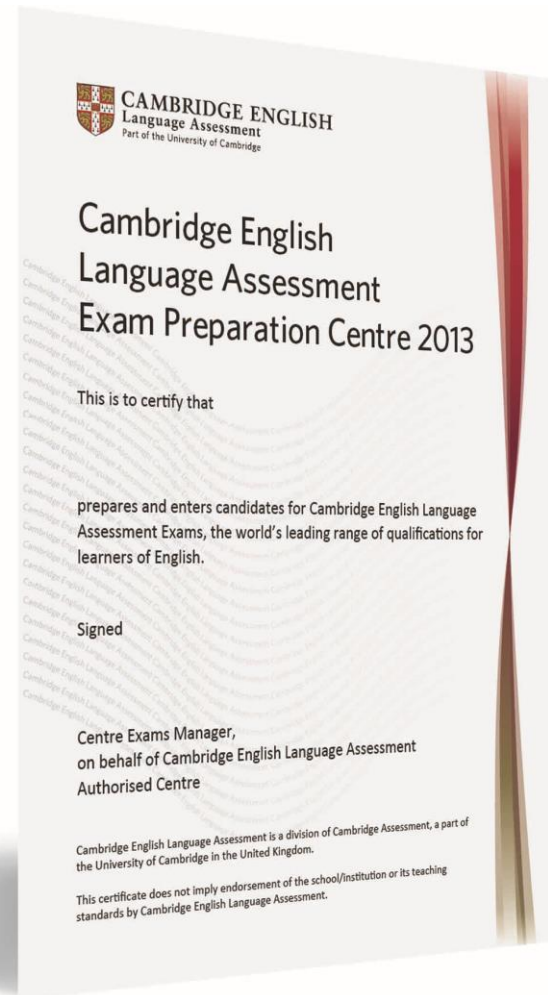 CAMBRIDGE ENGLISH
Language Assessment
Part of the University of Cambridge
Cambridge English
Language Assessment
Exam Preparation Centre 2013
This is to certify that
prepares and enters candidates for Cambridge English Language
Assessment Exams, the world's leading range of qualifications for
learners of English.
Signed
Centre Exams Manager,
on behalf of Cambridge English Language Assessment
Authorised Centre
Cambridge English Language Assessment is a division of Cambridge Assessment, a part of
the University of Cambridge in the United Kingdom.
This certificate does not imply endorsement of the school/institution or its teaching
standards by Cambridge English Language Assessment.